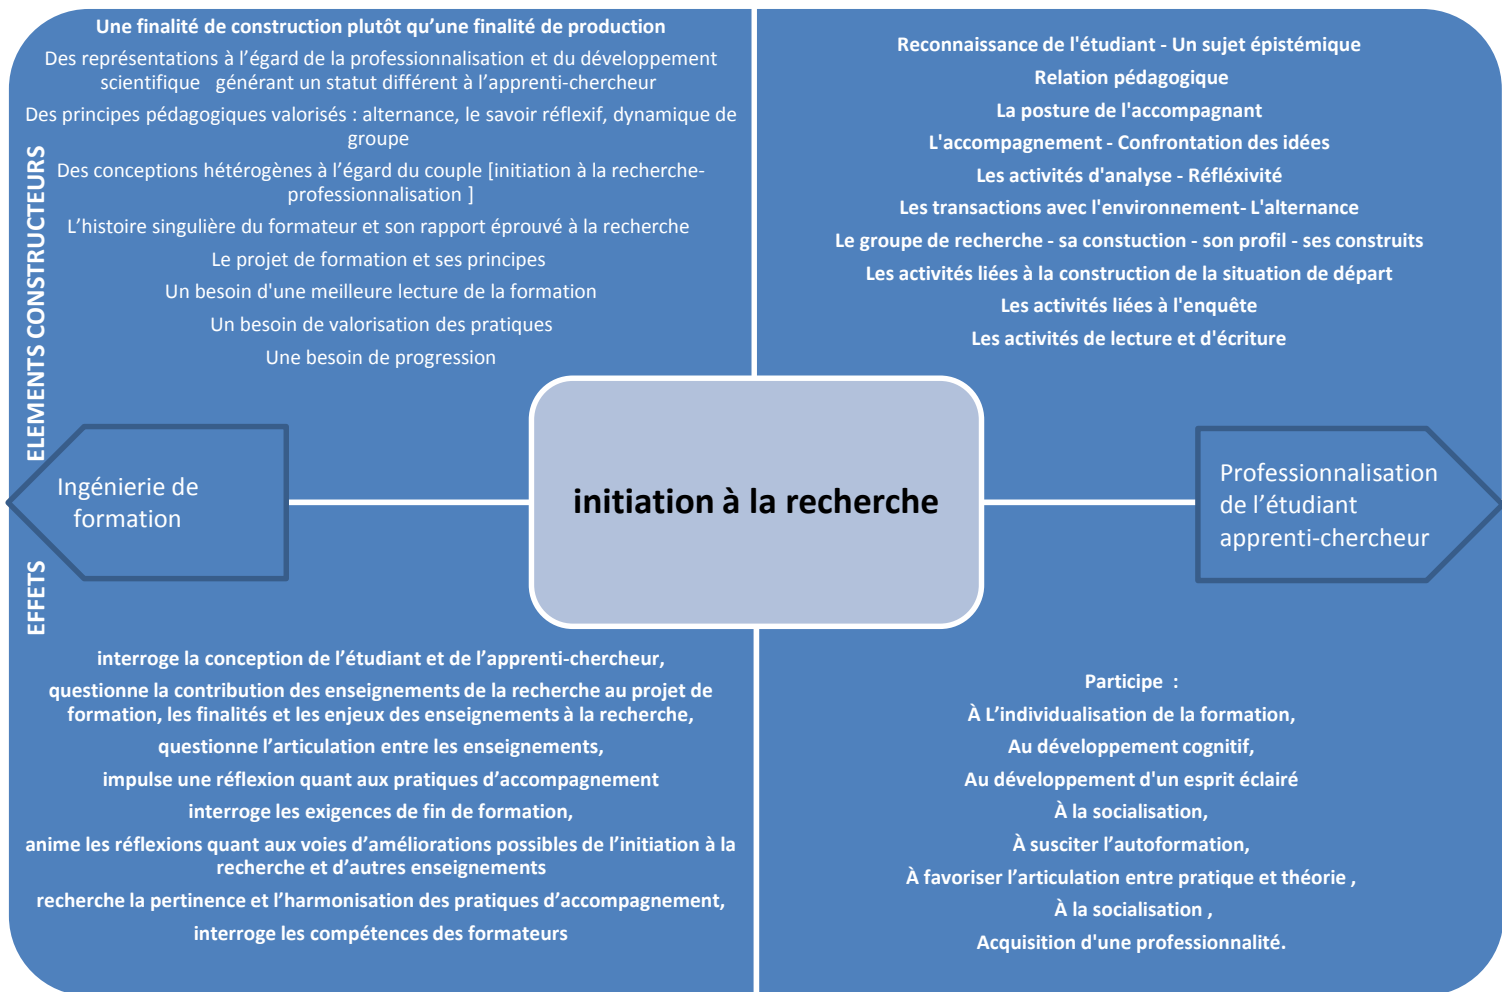 Une finalité de construction plutôt qu’une finalité de production
Des représentations à l’égard de la professionnalisation et du développement
scientifique générant un statut différent à l’apprenti-chercheur
Des principes pédagogiques valorisés : alternance, le savoir réflexif, dynamique de
groupe
Des conceptions hétérogènes à l’égard du couple [initiation à la recherche-
professionnalisation ]
L’histoire singulière du formateur et son rapport éprouvé à la recherche
Le projet de formation et ses principes
Un besoin d'une meilleure lecture de la formation
Un besoin de valorisation des pratiques
Une besoin de progression
ELEMENTS CONSTRUCTEURS
Reconnaissance de l'étudiant - Un sujet épistémique
Relation pédagogique
La posture de l'accompagnant
L'accompagnement - Confrontation des idées
Les activités d'analyse - Réfléxivité
Les transactions avec l'environnement- L'alternance
Le groupe de recherche - sa constuction - son profil - ses construits
Les activités liées à la construction de la situation de départ
Les activités liées à l'enquête
Les activités de lecture et d'écriture
Ingénierie de
formation
initiation à la recherche
Professionnalisation
de l’étudiant
apprenti-chercheur
EFFETS
interroge la conception de l’étudiant et de l’apprenti-chercheur,
questionne la contribution des enseignements de la recherche au projet de
formation, les finalités et les enjeux des enseignements à la recherche,
questionne l’articulation entre les enseignements,
impulse une réflexion quant aux pratiques d’accompagnement
interroge les exigences de fin de formation,
anime les réflexions quant aux voies d’améliorations possibles de l’initiation à la
recherche et d’autres enseignements
recherche la pertinence et l’harmonisation des pratiques d’accompagnement,
interroge les compétences des formateurs
Participe :
À L’individualisation de la formation,
Au développement cognitif,
Au développement d'un esprit éclairé
À la socialisation,
À susciter l’autoformation,
À favoriser l’articulation entre pratique et théorie ,
À la socialisation ,
Acquisition d'une professionnalité.